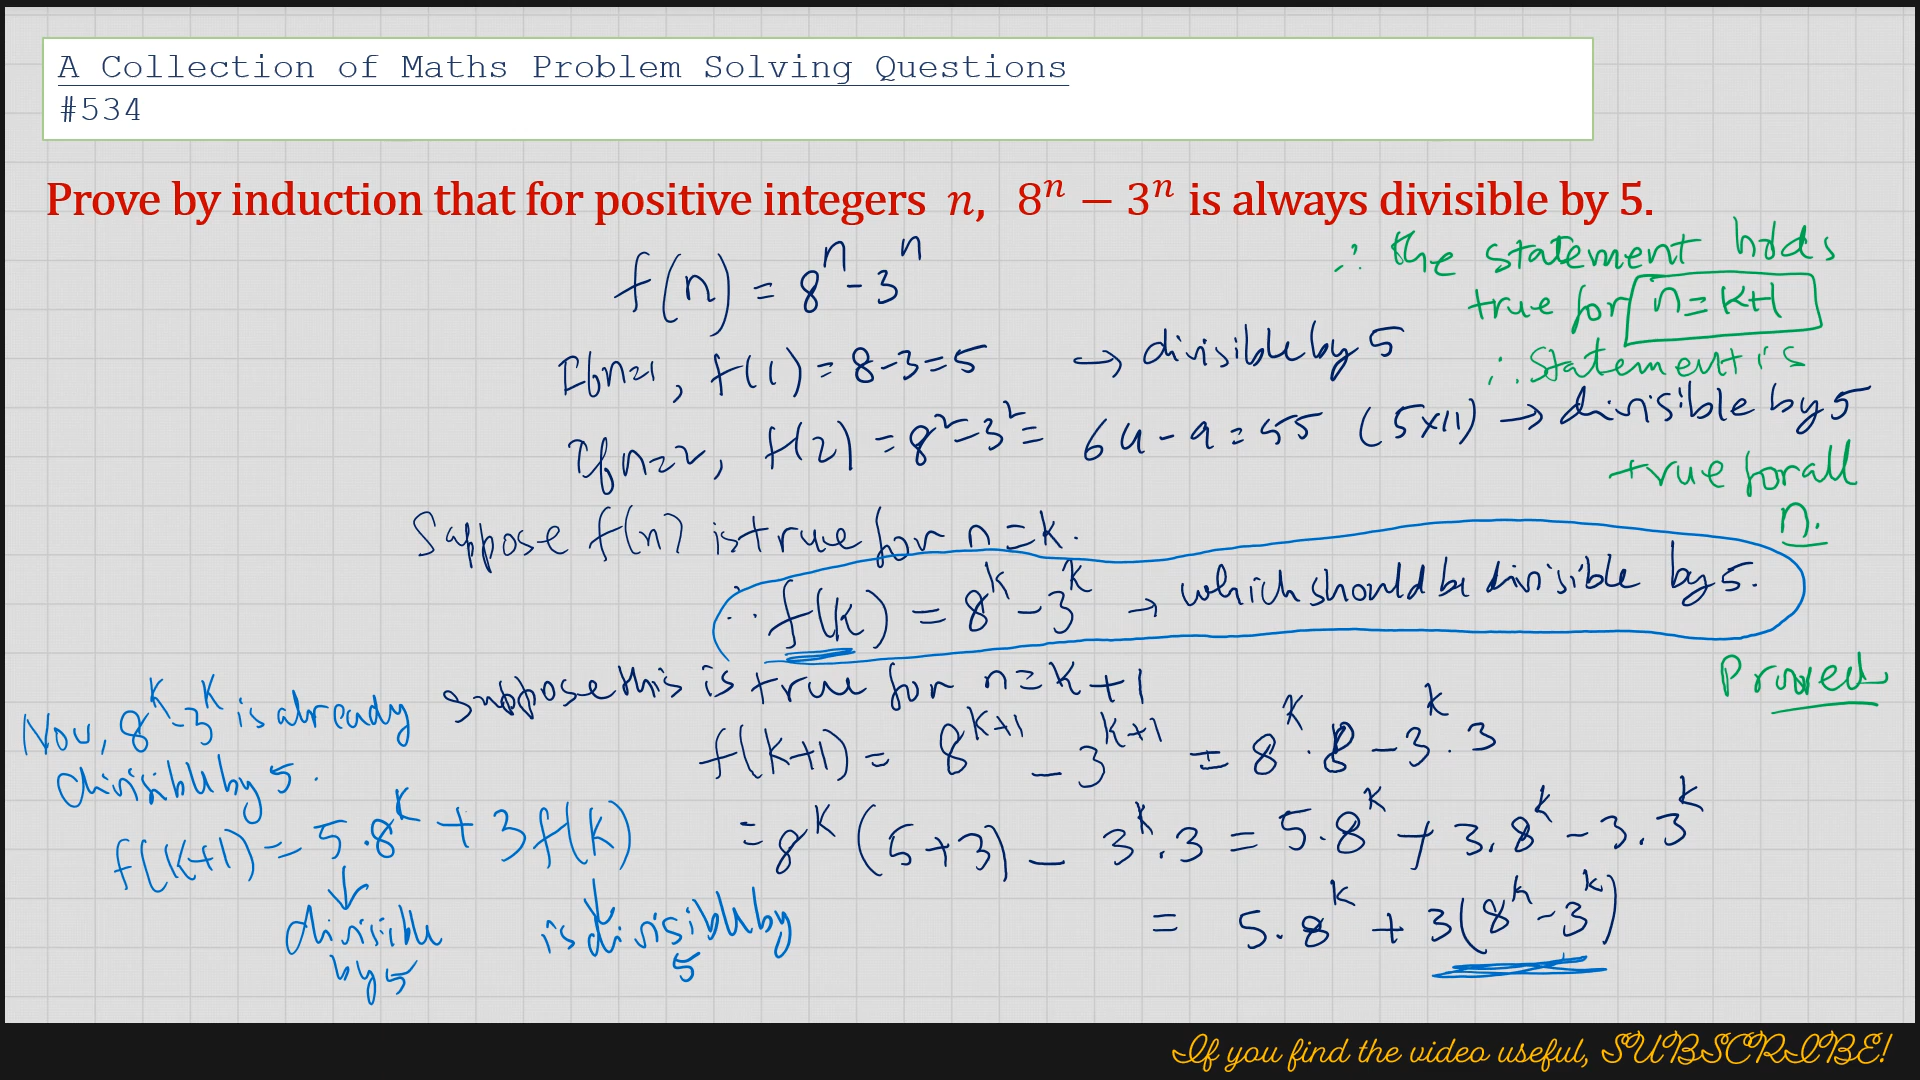 A Collection of Maths Problem Solving Questions
#534
Prove by induction that for positive integers n, 8ⁿ − 3ⁿ is always divisible by 5.
f(n) = 8ⁿ - 3ⁿ
If n=1, f(1) = 8-3=5 → divisible by 5
If n=2, f(2) = 8²-3² = 64-9=55 (5×11) → divisible by 5
Suppose f(n) is true for n=k.
∴ f(k) = 8ᵏ - 3ᵏ → which should be divisible by 5.
Suppose this is true for n=k+1
f(k+1) = 8ᵏ⁺¹ - 3ᵏ⁺¹ = 8ᵏ.8 - 3ᵏ.3
= 8ᵏ (5+3) - 3ᵏ.3 = 5.8ᵏ + 3.8ᵏ - 3.3ᵏ
= 5.8ᵏ + 3(8ᵏ-3ᵏ)
Now, 8ᵏ-3ᵏ is already
divisible by 5.
f(k+1) = 5.8ᵏ + 3f(k)
↓ ↓
divisible is divisible by
by 5 5
∴ the statement holds
true for n=k+1
∴ Statement is
true for all
n.
Proved
If you find the video useful, SUBSCRIBE!